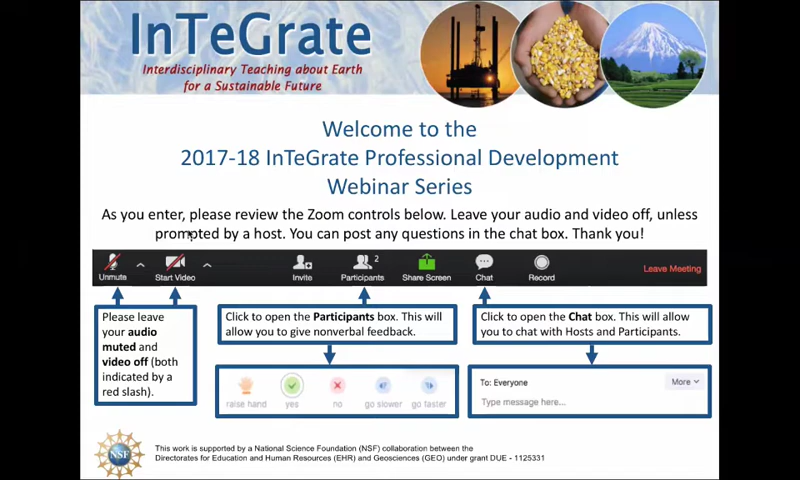 InTeGrate
Interdisciplinary Teaching about Earth
for a Sustainable Future
Welcome to the
2017-18 InTeGrate Professional Development
Webinar Series
As you enter, please review the Zoom controls below. Leave your audio and video off, unless
prompted by a host. You can post any questions in the chat box. Thank you!
Unmute
Start Video
Invite
2
Participants
Share Screen
Chat
Record
Leave Meeting
Please leave
your audio
muted and
video off (both
indicated by a
red slash).
Click to open the Participants box. This will
allow you to give nonverbal feedback.
raise hand
yes
no
go slower
go faster
Click to open the Chat box. This will allow
you to chat with Hosts and Participants.
To: Everyone
More
Type message here...
NSF
This work is supported by a National Science Foundation (NSF) collaboration between the
Directorates for Education and Human Resources (EHR) and Geosciences (GEO) under grant DUE - 1125331